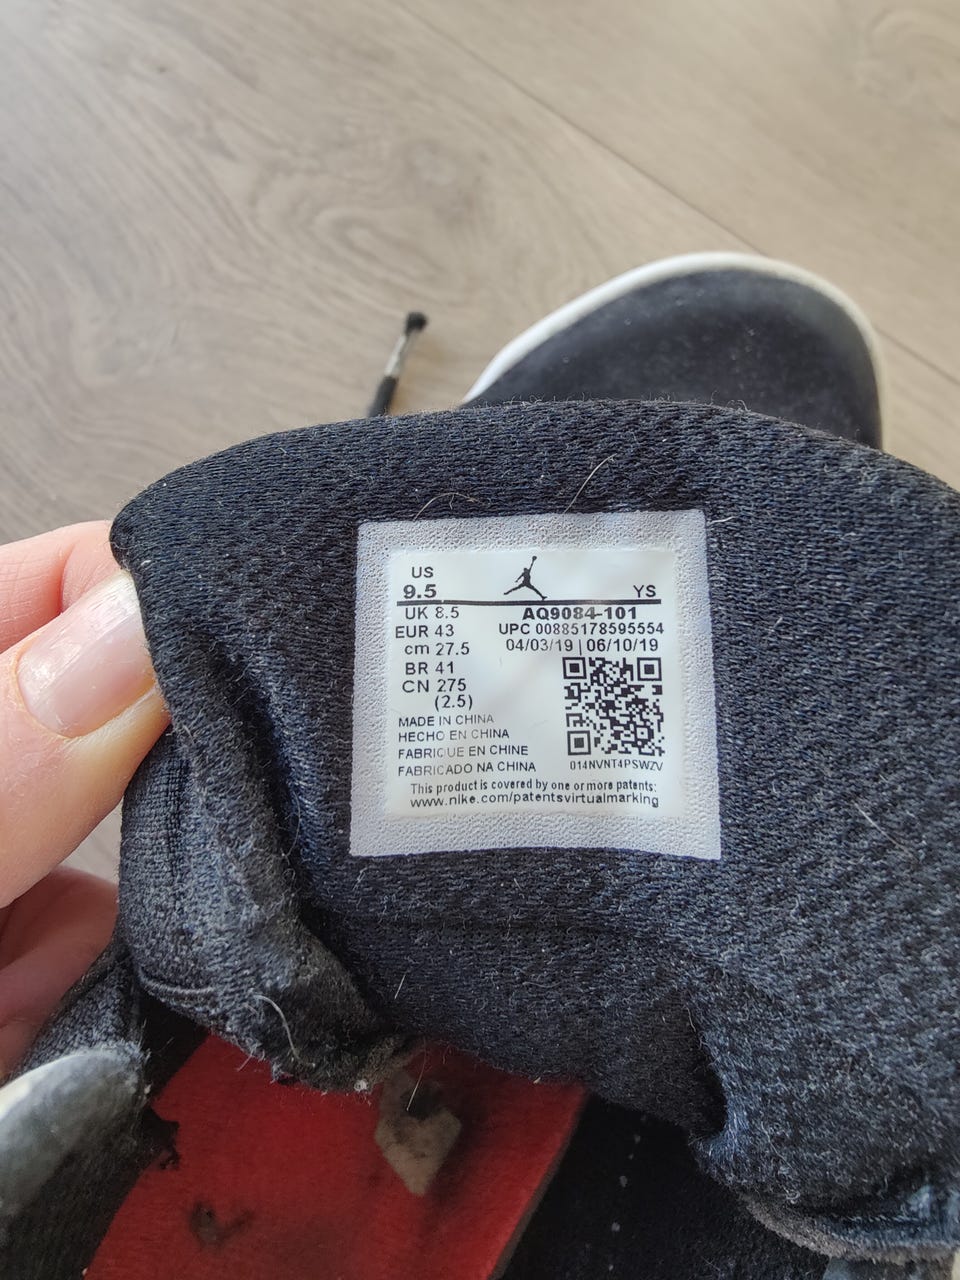 US
9.5 YS
UK 8.5
EUR 43
cm 27.5
BR 41
CN 275
(2.5)
AQ9084-101
UPC 00885178595554
04/03/19 | 06/10/19
MADE IN CHINA
HECHO EN CHINA
FABRIQUE EN CHINE
FABRICADO NA CHINA
014NVNT4PSWZV
This product is covered by one or more patents:
www.nike.com/patentsvirtualmarking